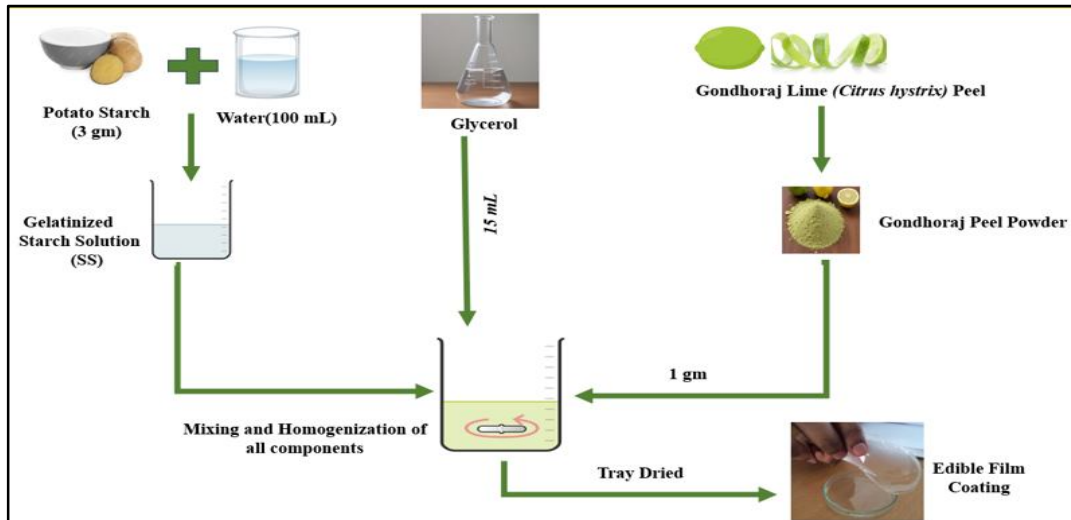 Potato Starch
(3 gm)
Water(100 mL)
Glycerol
Gondhoraj Lime (Citrus hystrix) Peel
Gelatinized
Starch Solution
(SS)
15 mL
Gondhoraj Peel Powder
1 gm
Mixing and Homogenization of
all components
Tray Dried
Edible Film
Coating